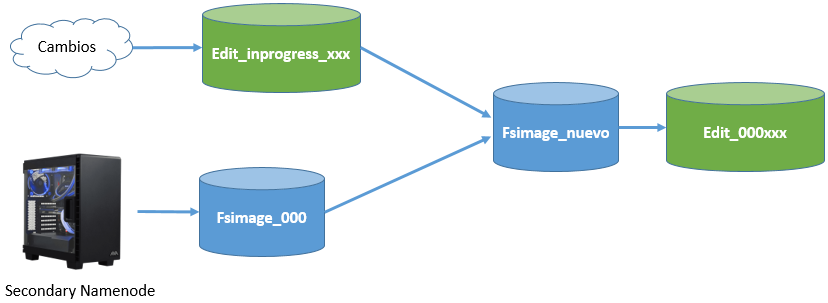 Cambios
Edit_inprogress_xxx
Fsimage_nuevo
Edit_000xxx
Fsimage_000
Secondary Namenode